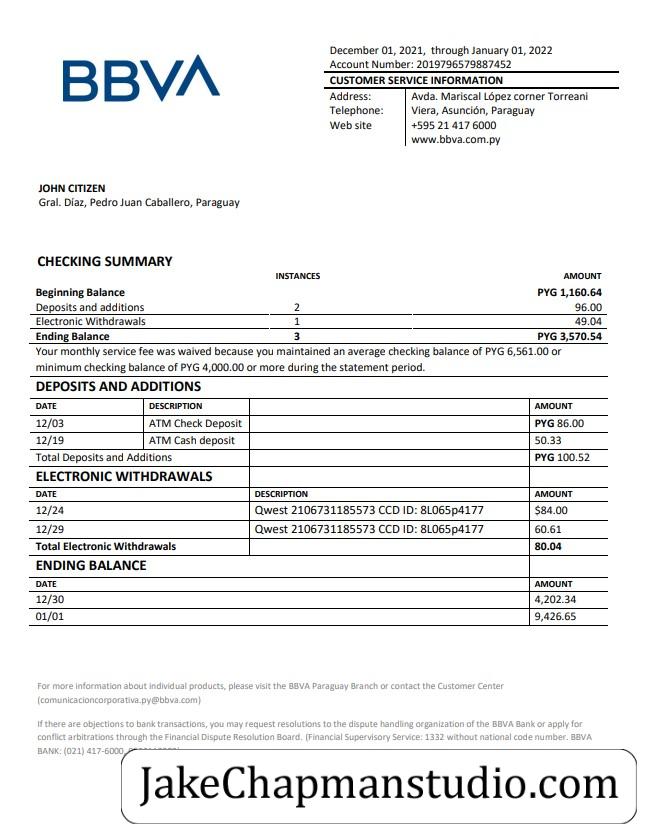 BBVA
December 01, 2021, through January 01, 2022
Account Number: 2019796579887452
CUSTOMER SERVICE INFORMATION
Address: Avda. Mariscal López corner Torreani
Telephone: Viera, Asunción, Paraguay
Web site +595 21 417 6000
www.bbva.com.py
JOHN CITIZEN
Gral. Díaz, Pedro Juan Caballero, Paraguay
CHECKING SUMMARY
INSTANCES AMOUNT
Beginning Balance PYG 1,160.64
Deposits and additions 2 96.00
Electronic Withdrawals 1 49.04
Ending Balance 3 PYG 3,570.54
Your monthly service fee was waived because you maintained an average checking balance of PYG 6,561.00 or
minimum checking balance of PYG 4,000.00 or more during the statement period.
DEPOSITS AND ADDITIONS
DATE DESCRIPTION AMOUNT
12/03 ATM Check Deposit PYG 86.00
12/19 ATM Cash deposit 50.33
Total Deposits and Additions PYG 100.52
ELECTRONIC WITHDRAWALS
DATE DESCRIPTION AMOUNT
12/24 Qwest 2106731185573 CCD ID: 8L065p4177 $84.00
12/29 Qwest 2106731185573 CCD ID: 8L065p4177 60.61
Total Electronic Withdrawals 80.04
ENDING BALANCE
DATE AMOUNT
12/30 4,202.34
01/01 9,426.65
For more information about individual products, please visit the BBVA Paraguay Branch or contact the Customer Center
(comunicacioncorporativa.py@bbva.com)
If there are objections to bank transactions, you may request resolutions to the dispute handling organization of the BBVA Bank or apply for
conflict arbitrations through the Financial Dispute Resolution Board. (Financial Supervisory Service: 1332 without national code number. BBVA
BANK: (021) 417-6000,
JakeChapmanstudio.com